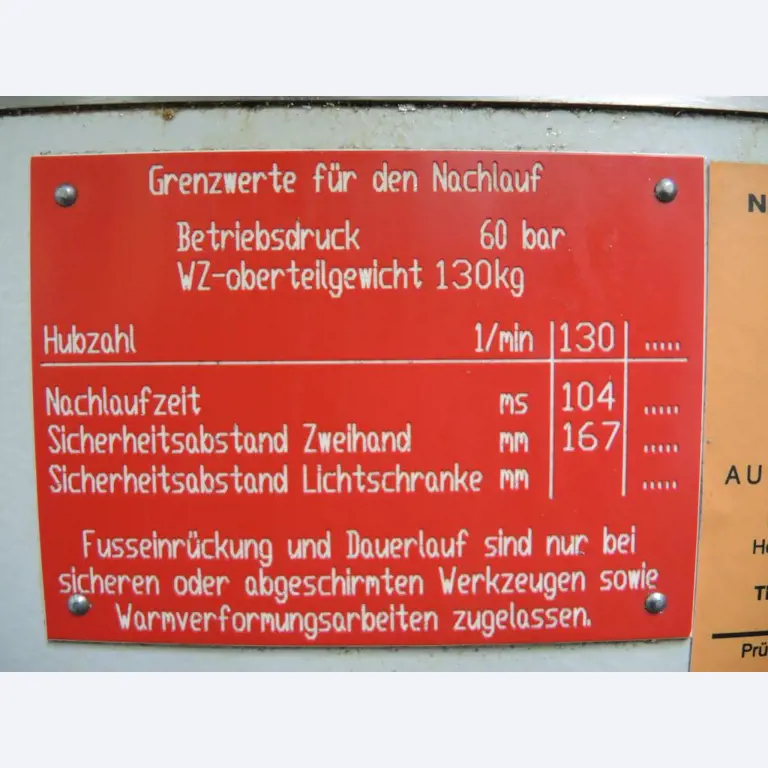 Grenzwerte für den Nachlauf
Betriebsdruck 60 bar
WZ-oberteilgewicht 130kg
Hubzahl 1/min 130 .....
Nachlaufzeit ms 104 .....
Sicherheitsabstand Zweihand mm 167 .....
Sicherheitsabstand Lichtschranke mm .....
Fusseinrückung und Dauerlauf sind nur bei
sicheren oder abgeschirmten Werkzeugen sowie
Warmverformungsarbeiten zugelassen.
N
AU